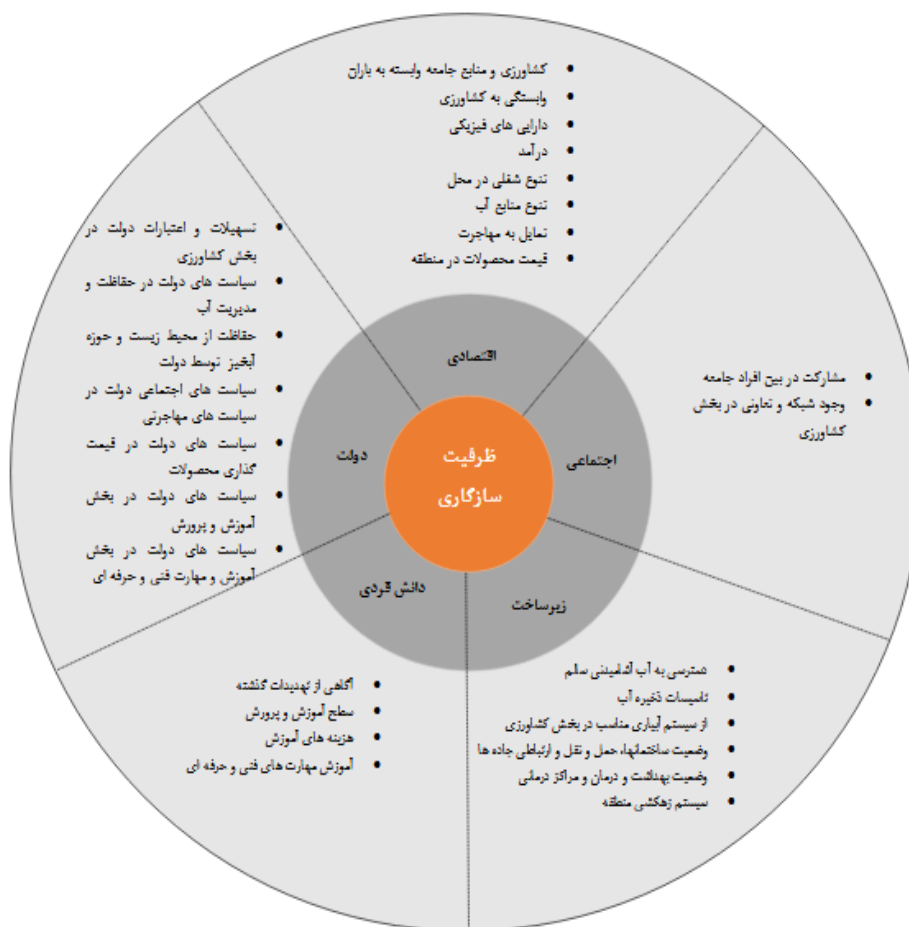 کشاورزی و منابع جامعه وابسته به باران
وابستگی به کشاورزی
دارایی های فیزیکی
درآمد
تنوع شغلی در محل
تنوع منابع آب
تمایل به مهاجرت
قیمت محصولات در منطقه
اقتصادی
مشارکت در بین افراد جامعه
وجود شبکه و تعاونی در بخش
کشاورزی
اجتماعی
تسهیلات و اعتبارات دولت در
بخش کشاورزی
سیاست های دولت در حفاظت و
مدیریت آب
حفاظت از محیط زیست و حوزه
آبخیز توسط دولت
سیاست های اجتماعی دولت در
سیاست های مهاجرتی
سیاست های دولت در قیمت
گذاری محصولات
سیاست های دولت در بخش
آموزش و پرورش
سیاست های دولت در بخش
آموزش و مهارت فنی و حرفه ای
دولت
ظرفیت
سازگاری
زیرساخت
دسترسی به آب آشامیدنی سالم
تاسیسات ذخیره آب
از سیستم آبیاری مناسب در بخش کشاورزی
وضعیت ساختمانها، حمل و نقل و ارتباطی جاده ها
وضعیت بهداشت و درمان و مراکز درمانی
سیستم زهکشی منطقه
دانش فردی
آگاهی از تهدیدات گذشته
سطح آموزش و پرورش
هزینه های آموزش
آموزش مهارت های فنی و حرفه ای